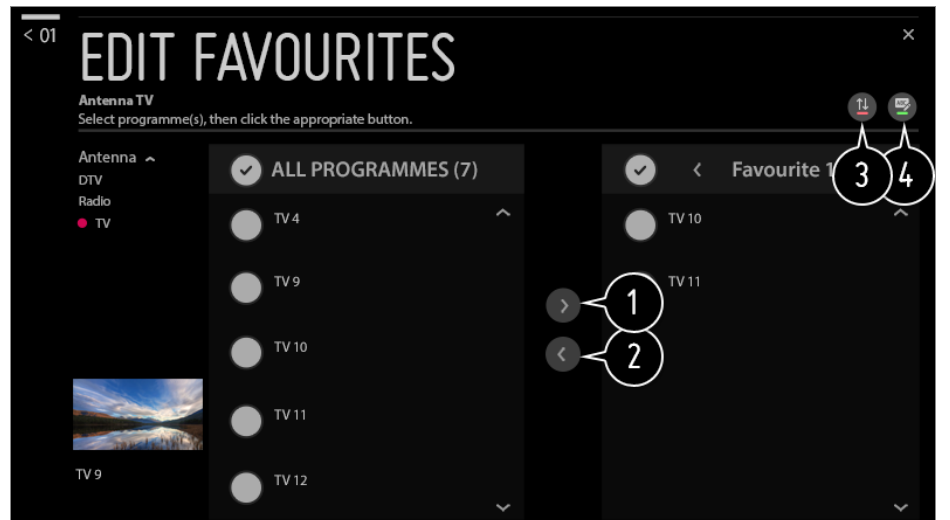 < 01
EDIT FAVOURITES
Antenna TV
Select programme(s), then click the appropriate button.
Antenna
DTV
Radio
TV
ALL PROGRAMMES (7)
TV 4
TV 9
TV 10
TV 11
TV 12
Favourite 1
TV 10
TV 11
1
2
3
4
ABC
TV 9